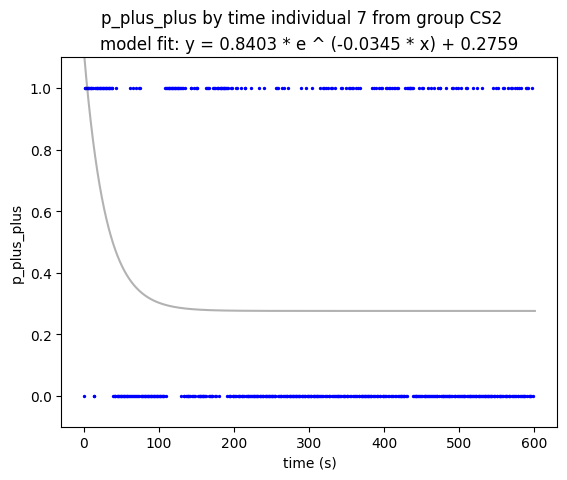 p_plus_plus by time individual 7 from group CS2
model fit: y = 0.8403 * e ^ (-0.0345 * x) + 0.2759
1.0
0.8
0.6
0.4
0.2
0.0
p_plus_plus
0 100 200 300 400 500 600
time (s)